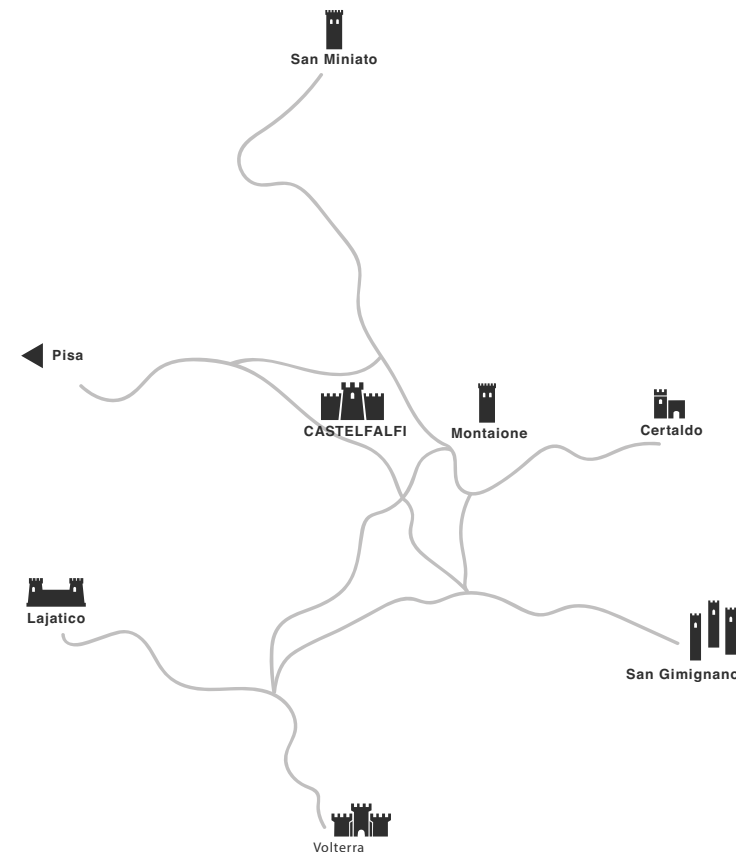 San Miniato
Pisa
CASTELFALFI
Montaione
Certaldo
Lajatico
San Gimignano
Volterra